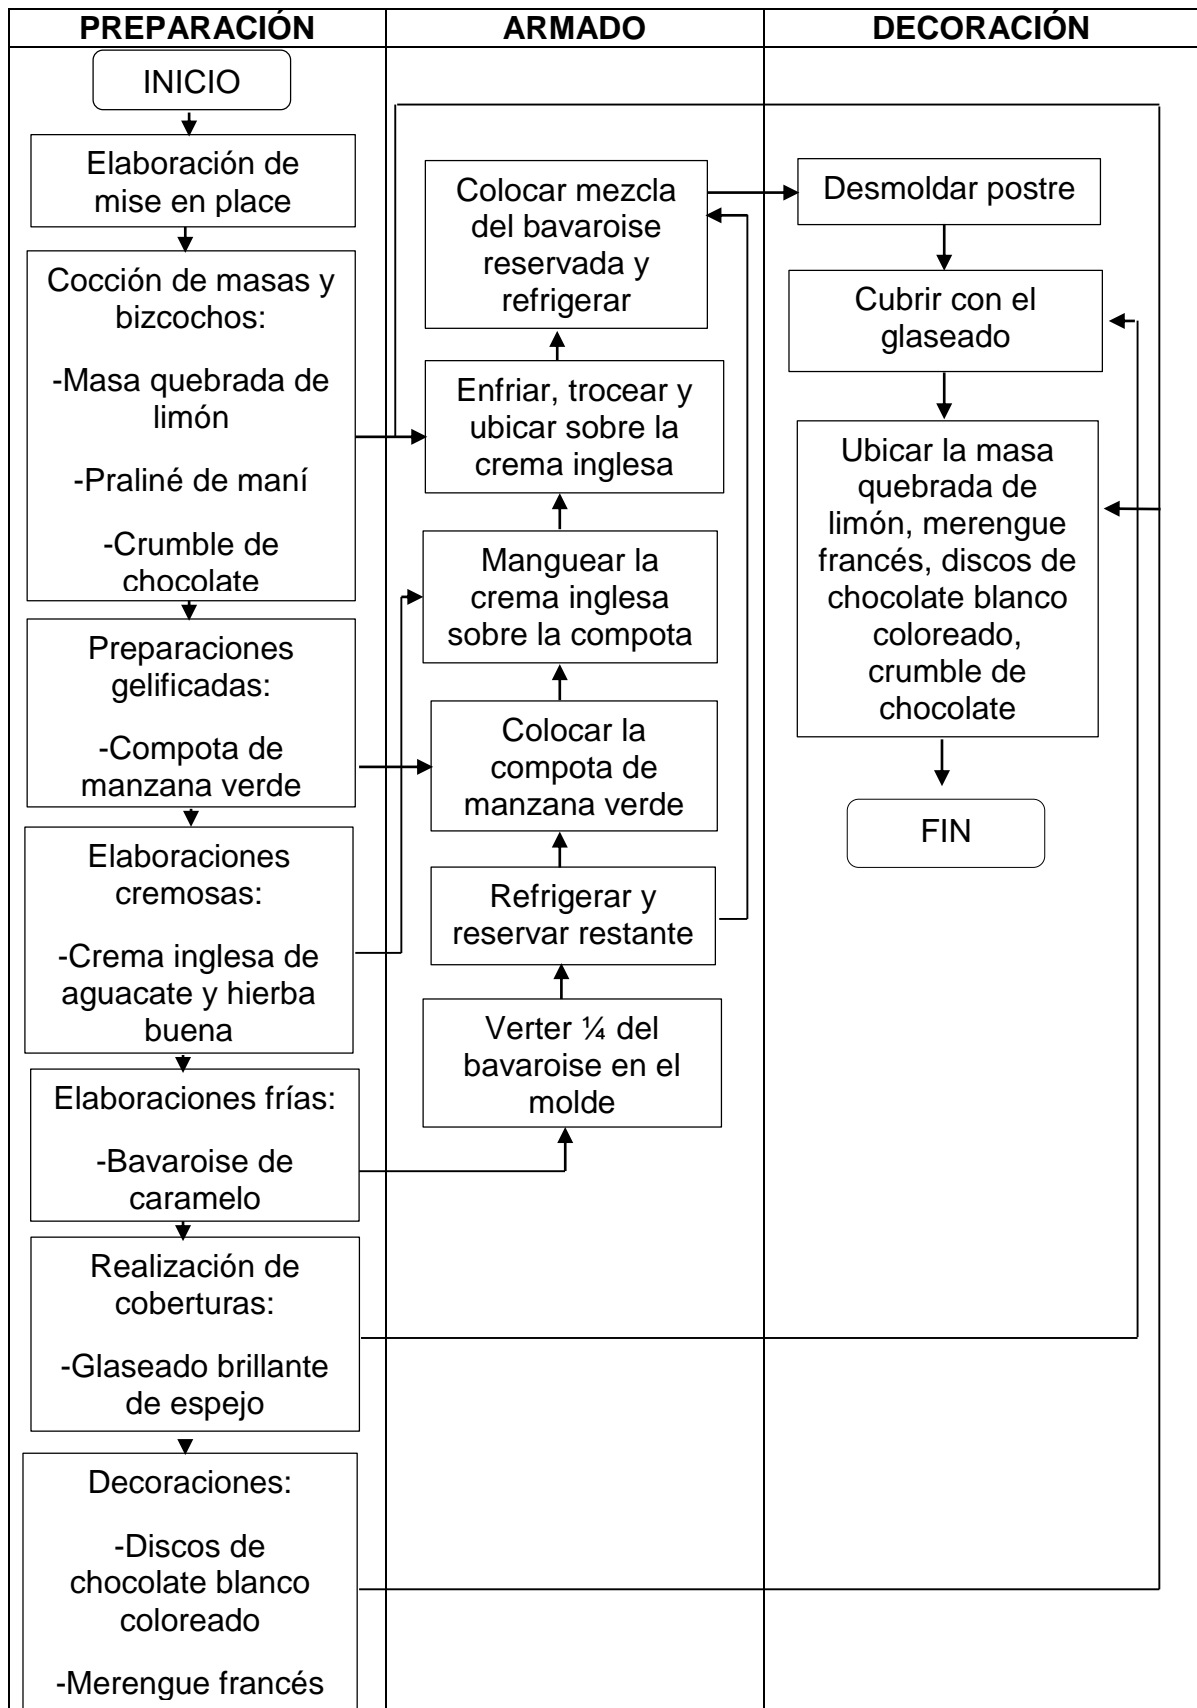 PREPARACIÓN
ARMADO
DECORACIÓN
INICIO
Elaboración de
mise en place
Cocción de masas y
bizcochos:
-Masa quebrada de
limón
-Praliné de maní
-Crumble de
chocolate
Preparaciones
gelificadas:
-Compota de
manzana verde
Elaboraciones
cremosas:
-Crema inglesa de
aguacate y hierba
buena
Elaboraciones frías:
-Bavaroise de
caramelo
Realización de
coberturas:
-Glaseado brillante
de espejo
Decoraciones:
-Discos de
chocolate blanco
coloreado
-Merengue francés
Colocar mezcla
del bavaroise
reservada y
refrigerar
Enfriar, trocear y
ubicar sobre la
crema inglesa
Manguear la
crema inglesa
sobre la compota
Colocar la
compota de
manzana verde
Refrigerar y
reservar restante
Verter ¼ del
bavaroise en el
molde
Desmoldar postre
Cubrir con el
glaseado
Ubicar la masa
quebrada de
limón, merengue
francés, discos de
chocolate blanco
coloreado,
crumble de
chocolate
FIN